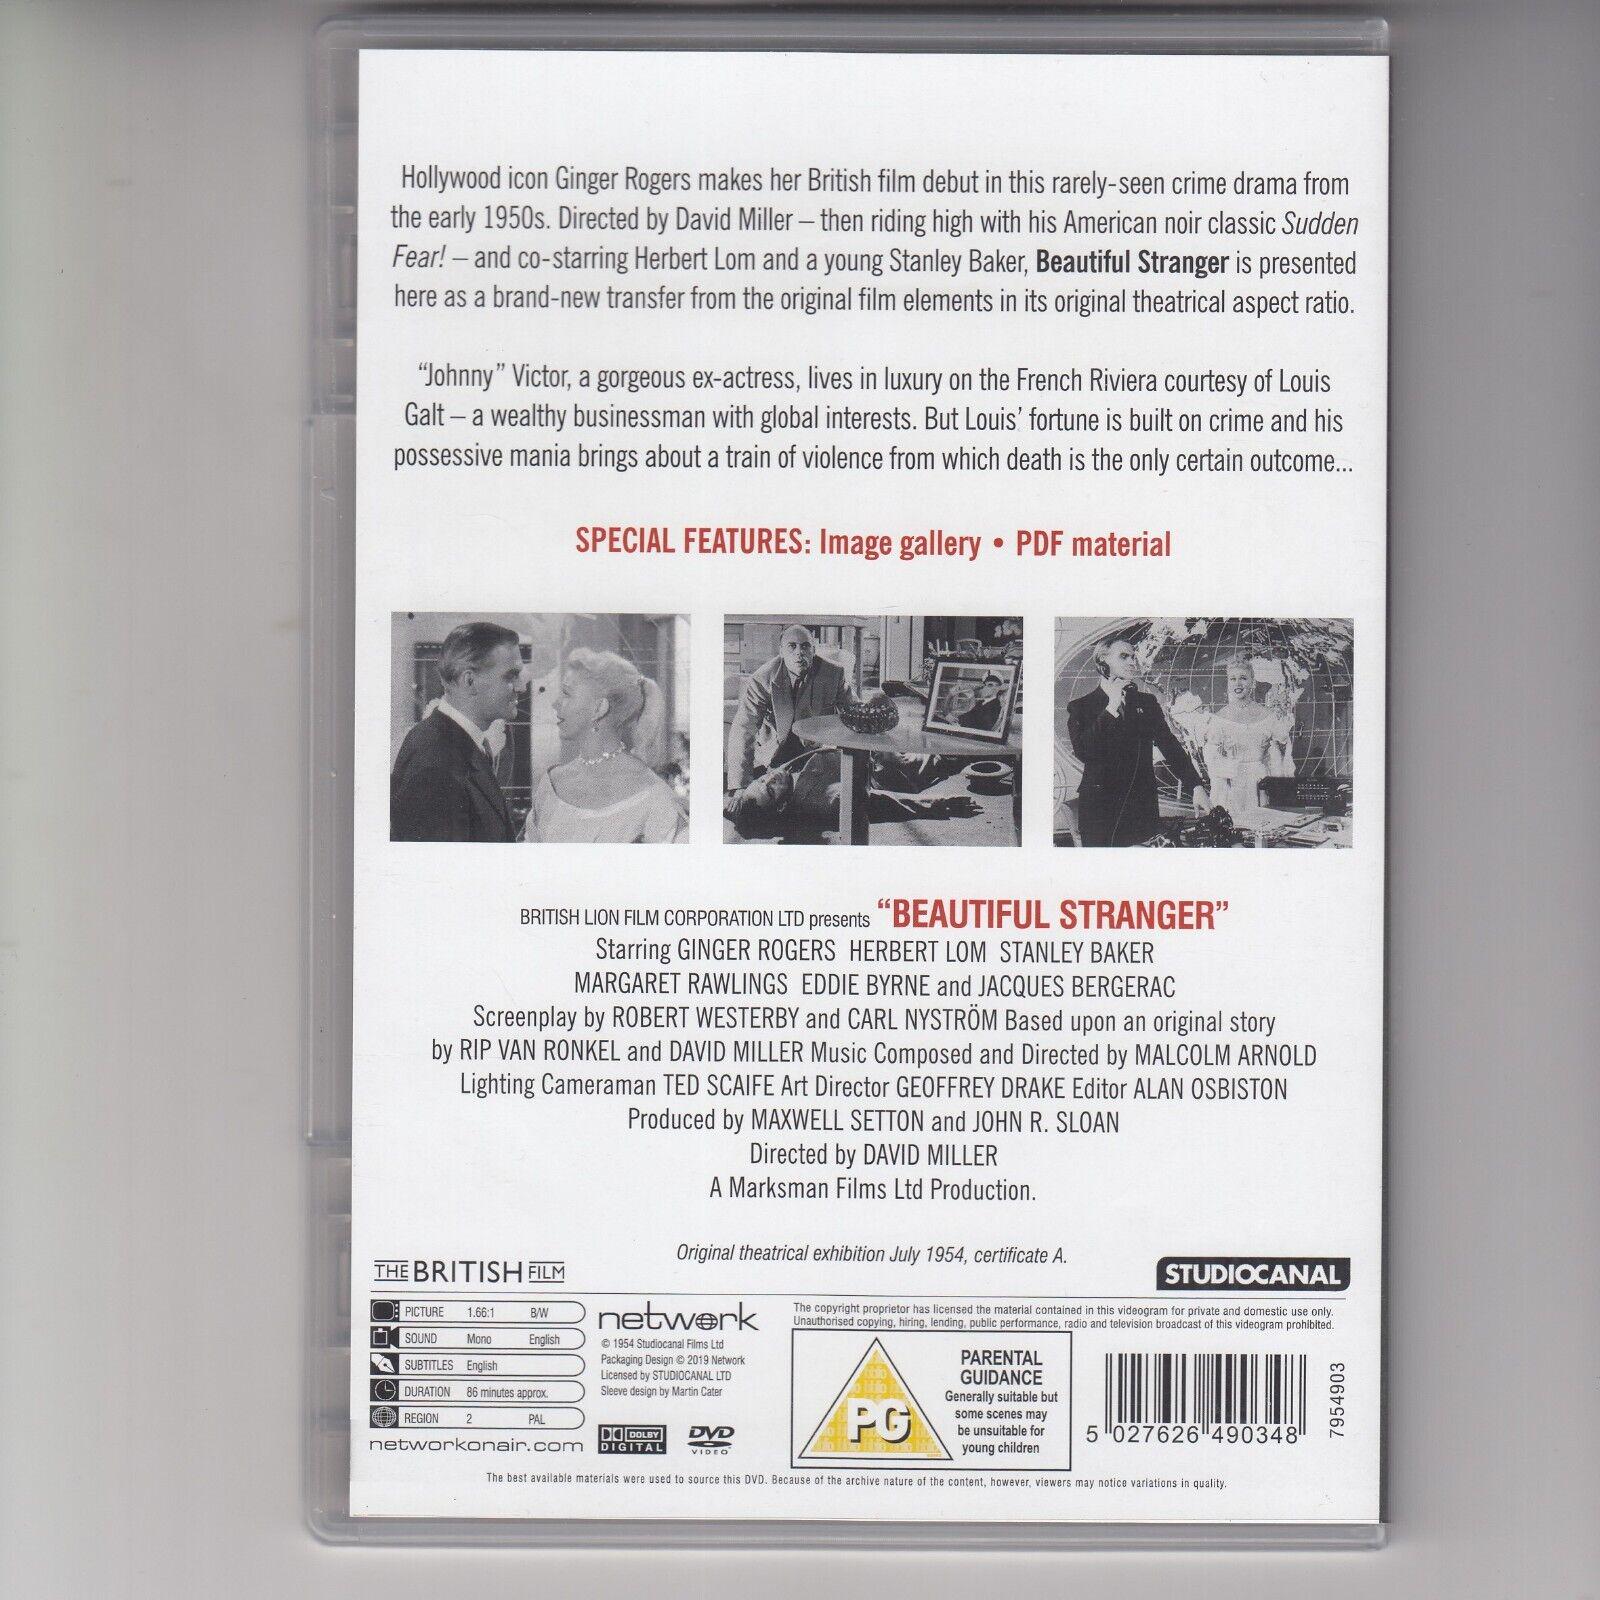 Hollywood icon Ginger Rogers makes her British film debut in this rarely-seen crime drama from
the early 1950s. Directed by David Miller – then riding high with his American noir classic Sudden
Fear! – and co-starring Herbert Lom and a young Stanley Baker, Beautiful Stranger is presented
here as a brand-new transfer from the original film elements in its original theatrical aspect ratio.
“Johnny” Victor, a gorgeous ex-actress, lives in luxury on the French Riviera courtesy of Louis
Galt – a wealthy businessman with global interests. But Louis’ fortune is built on crime and his
possessive mania brings about a train of violence from which death is the only certain outcome...
SPECIAL FEATURES: Image gallery • PDF material
BRITISH LION FILM CORPORATION LTD presents “BEAUTIFUL STRANGER”
Starring GINGER ROGERS HERBERT LOM STANLEY BAKER
MARGARET RAWLINGS EDDIE BYRNE and JACQUES BERGERAC
Screenplay by ROBERT WESTERBY and CARL NYSTRÖM Based upon an original story
by RIP VAN RONKEL and DAVID MILLER Music Composed and Directed by MALCOLM ARNOLD
Lighting Cameraman TED SCAIFE Art Director GEOFFREY DRAKE Editor ALAN OSBISTON
Produced by MAXWELL SETTON and JOHN R. SLOAN
Directed by DAVID MILLER
A Marksman Films Ltd Production.
Original theatrical exhibition July 1954, certificate A.
THE BRITISH FILM
STUDIOCANAL
PICTURE 1.66:1 B/W
SOUND Mono English
SUBTITLES English
DURATION 86 minutes approx.
REGION 2 PAL
networkonair.com
network
© 1954 Studiocanal Films Ltd
Packaging Design © 2019 Network
Licensed by STUDIOCANAL LTD
Sleeve design by Martin Cater
DOLBY
DIGITAL
DVD
VIDEO
The copyright proprietor has licensed the material contained in this videogram for private and domestic use only.
Unauthorised copying, hiring, lending, public performance, radio and television broadcast of this videogram prohibited.
PG
PARENTAL
GUIDANCE
Generally suitable but
some scenes may
be unsuitable for
young children
5 027626 490348
7954903
The best available materials were used to source this DVD. Because of the archive nature of the content, however, viewers may notice variations in quality.